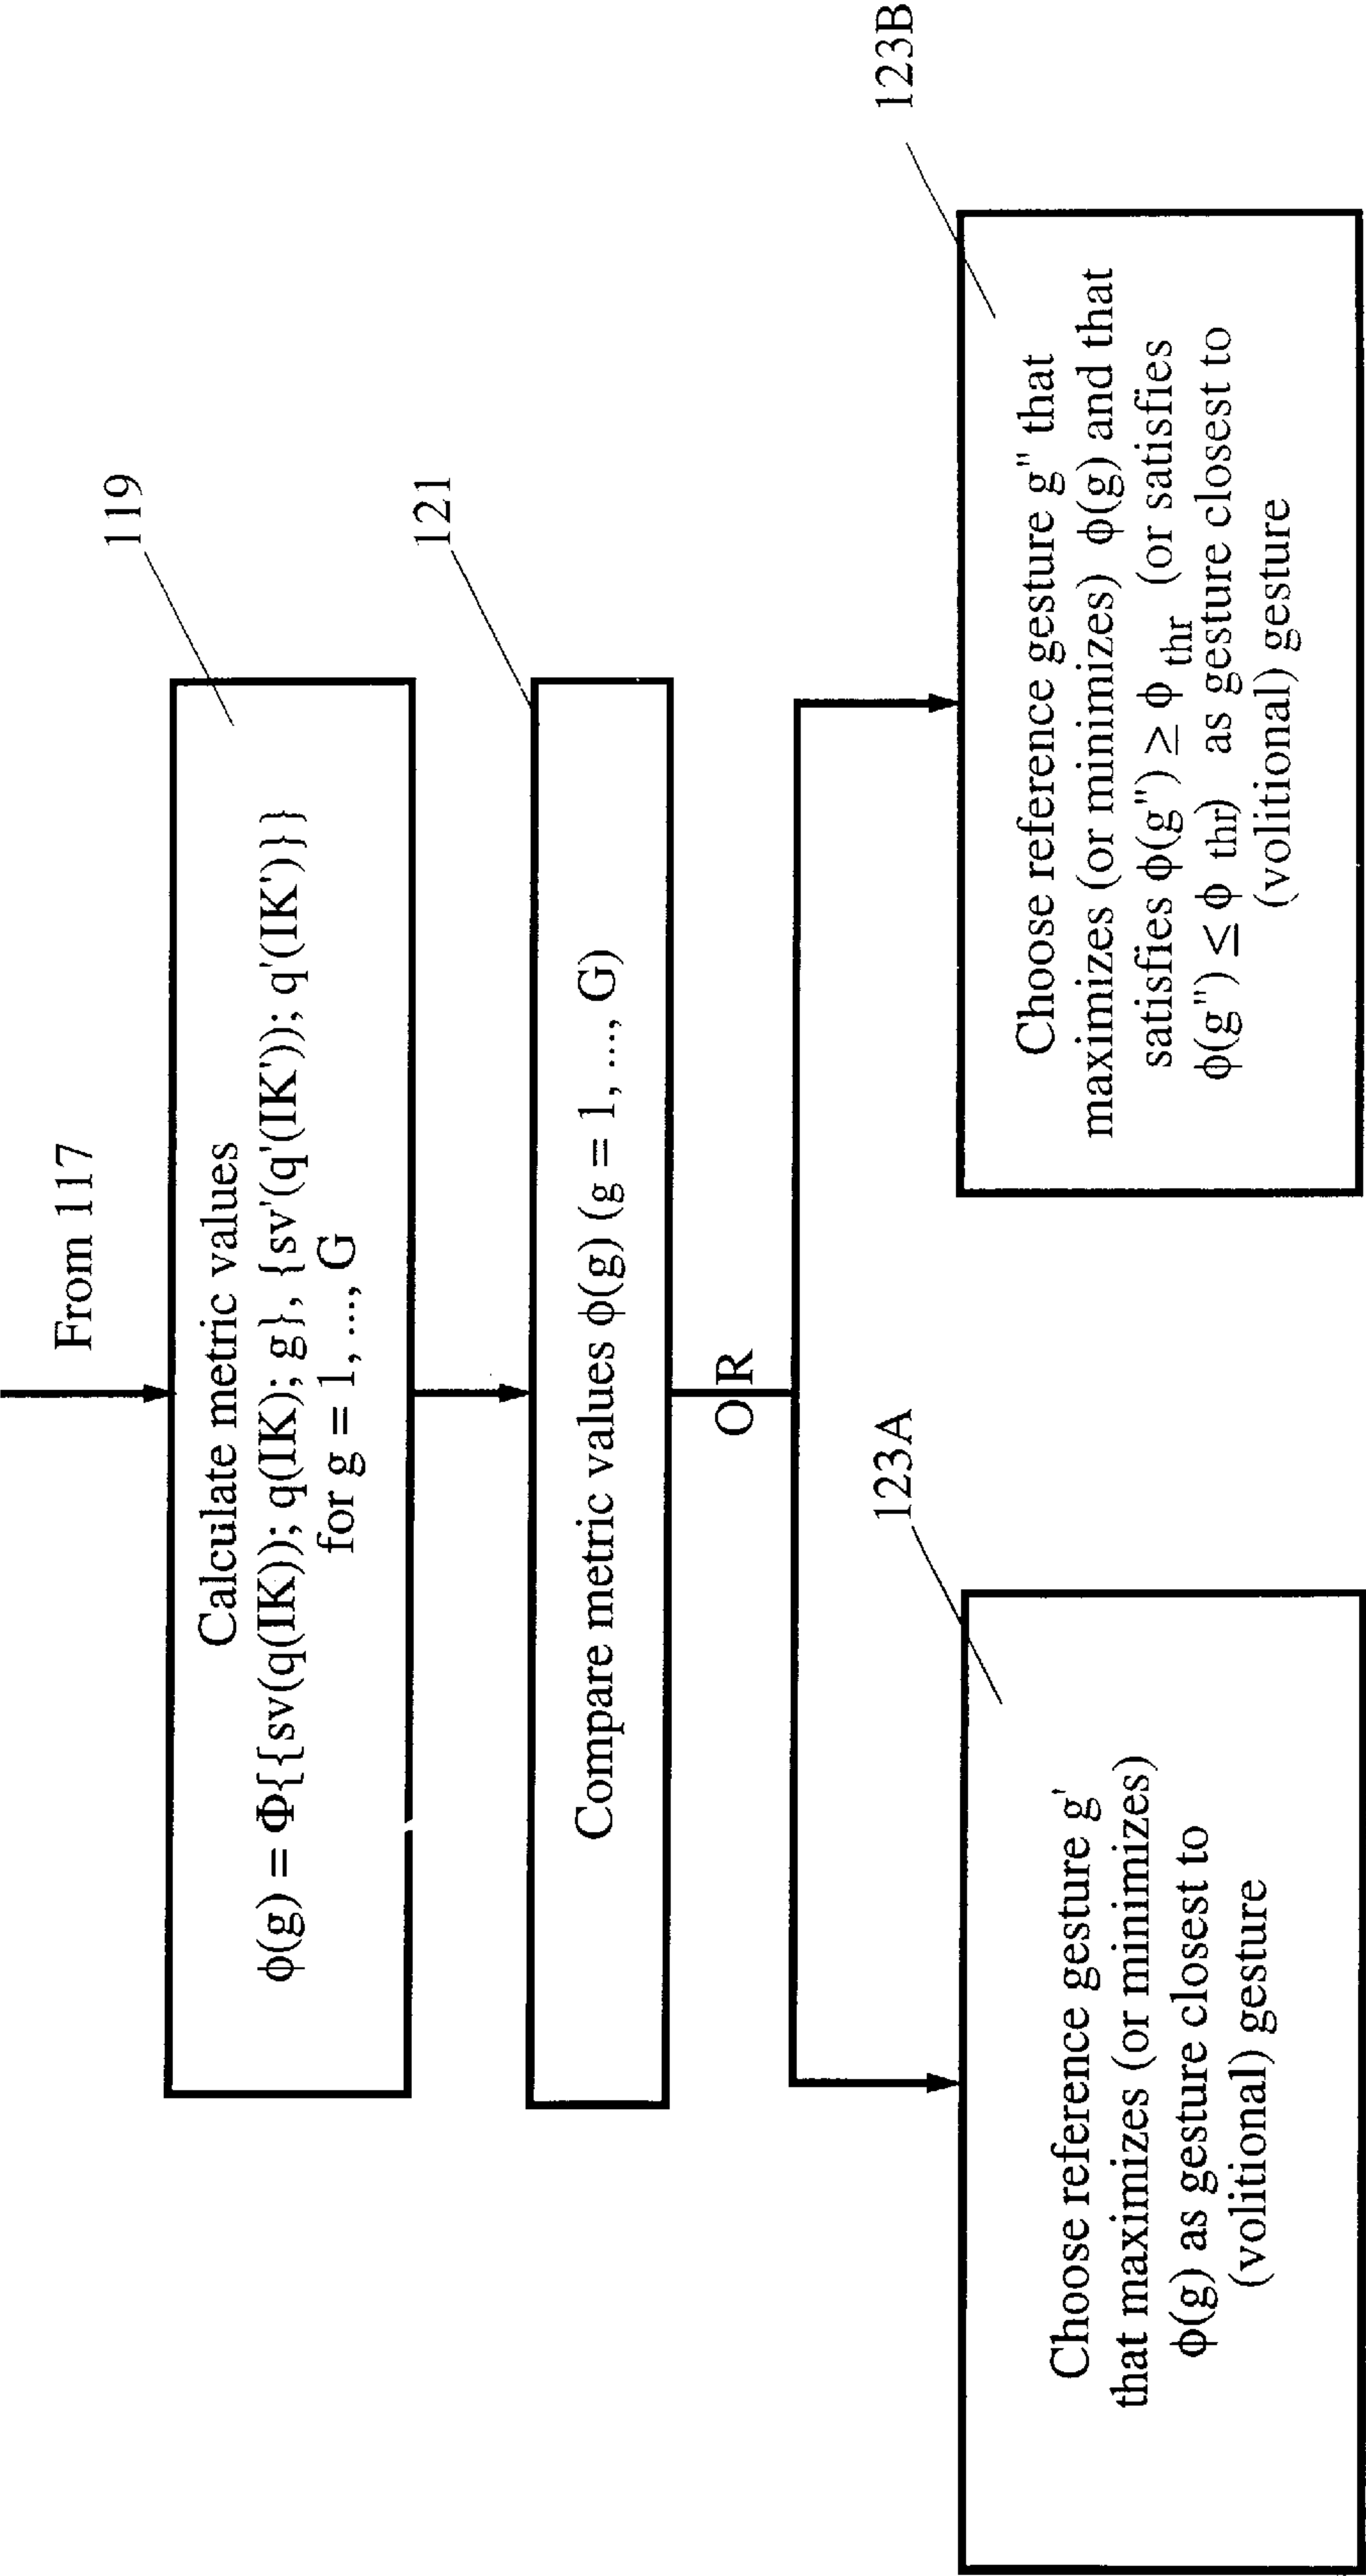 From 117
119
Calculate metric values
ϕ(g) = Φ{{sv(q(IK)); q(IK); g}, {sv'(q'(IK')); q'(IK')}}
for g = 1, ..., G
121
Compare metric values ϕ(g) (g = 1, ..., G)
OR
123A
Choose reference gesture g'
that maximizes (or minimizes)
ϕ(g) as gesture closest to
(volitional) gesture
123B
Choose reference gesture g" that
maximizes (or minimizes) ϕ(g) and that
satisfies ϕ(g") ≥ ϕ thr (or satisfies
ϕ(g") ≤ ϕ thr) as gesture closest to
(volitional) gesture